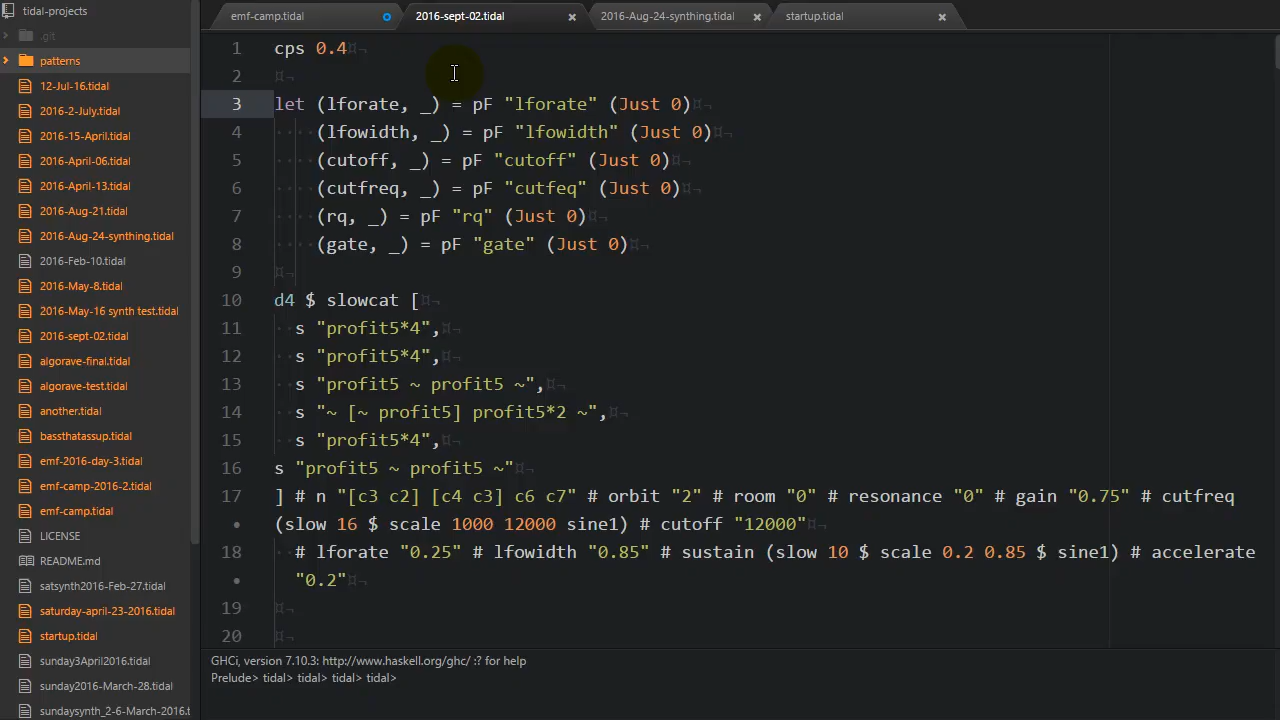 tidal-projects
.git
patterns
12-Jul-16.tidal
2016-2-July.tidal
2016-15-April.tidal
2016-April-06.tidal
2016-April-13.tidal
2016-Aug-21.tidal
2016-Aug-24-synthing.tidal
2016-Feb-10.tidal
2016-May-8.tidal
2016-May-16 synth test.tidal
2016-sept-02.tidal
algorave-final.tidal
algorave-test.tidal
another.tidal
bassthatassup.tidal
emf-2016-day-3.tidal
emf-camp-2016-2.tidal
emf-camp.tidal
LICENSE
README.md
satsynth2016-Feb-27.tidal
saturday-april-23-2016.tidal
startup.tidal
sunday3April2016.tidal
sunday2016-March-28.tidal
sundaysynth_2-6-March-2016.t
emf-camp.tidal
2016-sept-02.tidal
2016-Aug-24-synthing.tidal
startup.tidal
1 cps 0.4¤¬
2 ¤¬
3 let (lforate, _) = pF "lforate" (Just 0)¤¬
4 ····(lfowidth, _) = pF "lfowidth" (Just 0)¤¬
5 ····(cutoff, _) = pF "cutoff" (Just 0)¤¬
6 ····(cutfreq, _) = pF "cutfeq" (Just 0)¤¬
7 ····(rq, _) = pF "rq" (Just 0)¤¬
8 ····(gate, _) = pF "gate" (Just 0)¤¬
9 ¤¬
10 d4 $ slowcat [¤¬
11 ··s "profit5*4",¤¬
12 ··s "profit5*4",¤¬
13 ··s "profit5 ~ profit5 ~",¤¬
14 ··s "~ [~ profit5] profit5*2 ~",¤¬
15 ··s "profit5*4",¤¬
16 s "profit5 ~ profit5 ~"¤¬
17 ] # n "[c3 c2] [c4 c3] c6 c7" # orbit "2" # room "0" # resonance "0" # gain "0.75" # cutfreq
• (slow 16 $ scale 1000 12000 sine1) # cutoff "12000"¤¬
18 ··# lforate "0.25" # lfowidth "0.85" # sustain (slow 10 $ scale 0.2 0.85 $ sine1) # accelerate
• "0.2"¤¬
19 ¤¬
20 ¤¬
GHCi, version 7.10.3: http://www.haskell.org/ghc/ :? for help
Prelude> tidal> tidal> tidal> tidal>